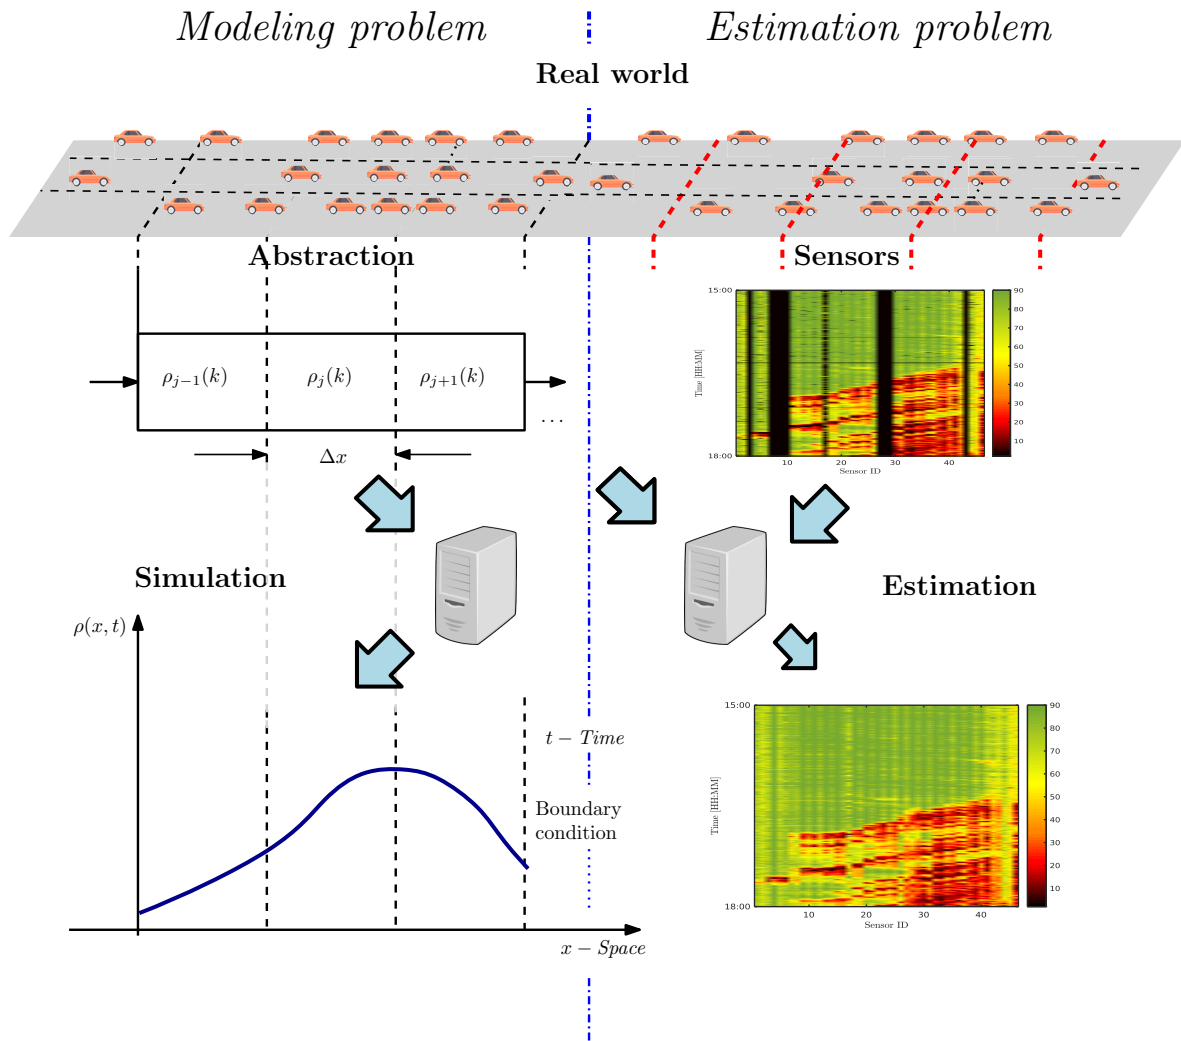 Modeling problem
Estimation problem
Real world
Abstraction
Sensors
ρ_{j−1}(k)
ρ_j(k)
ρ_{j+1}(k)
...
Δx
15:00
18:00
Time [HH:MM]
10
20
30
40
Sensor ID
90
80
70
60
50
40
30
20
10
Simulation
Estimation
ρ(x, t)
t − Time
Boundary
condition
x − Space
15:00
18:00
Time [HH:MM]
10
20
30
40
Sensor ID
90
80
70
60
50
40
30
20
10